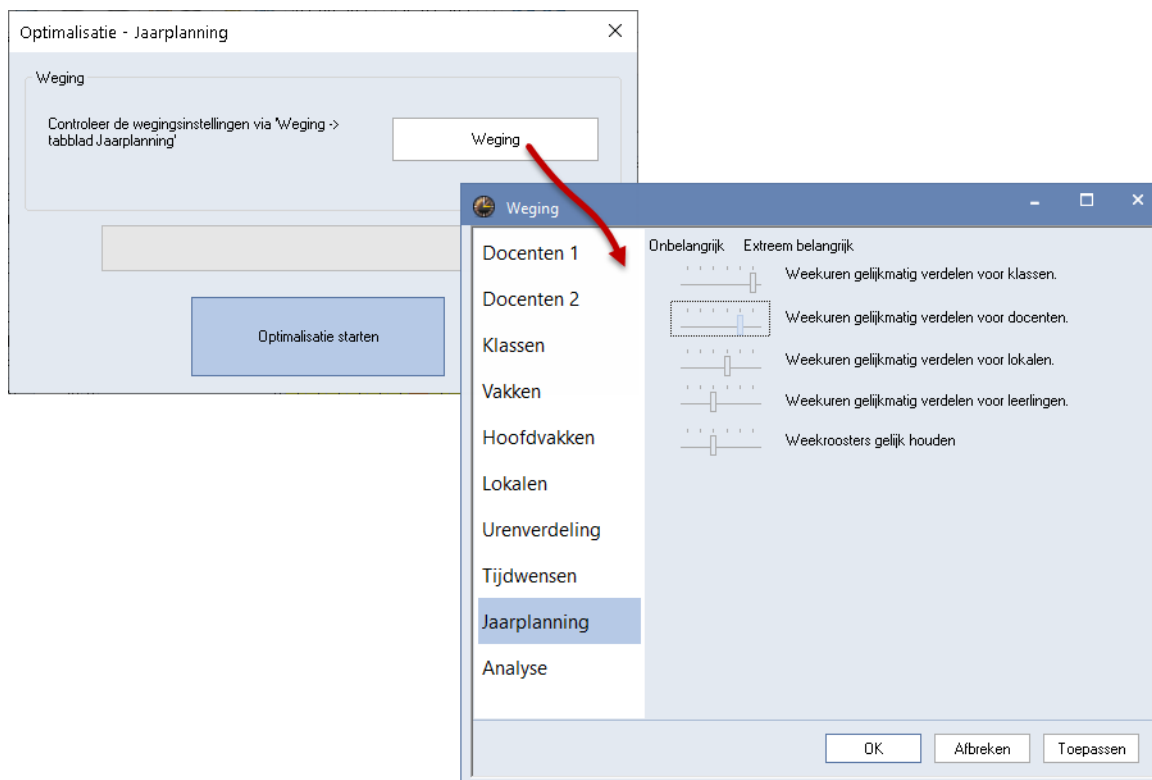 Optimalisatie - Jaarplanning
Weging
Controleer de wegingsinstellingen via 'Weging ->
tabblad Jaarplanning'
Weging
Optimalisatie starten
Weging
Docenten 1
Docenten 2
Klassen
Vakken
Hoofdvakken
Lokalen
Urenverdeling
Tijdwensen
Jaarplanning
Analyse
Onbelangrijk Extreem belangrijk
Weekuren gelijkmatig verdelen voor klassen.
Weekuren gelijkmatig verdelen voor docenten.
Weekuren gelijkmatig verdelen voor lokalen.
Weekuren gelijkmatig verdelen voor leerlingen.
Weekroosters gelijk houden
OK Afbreken Toepassen